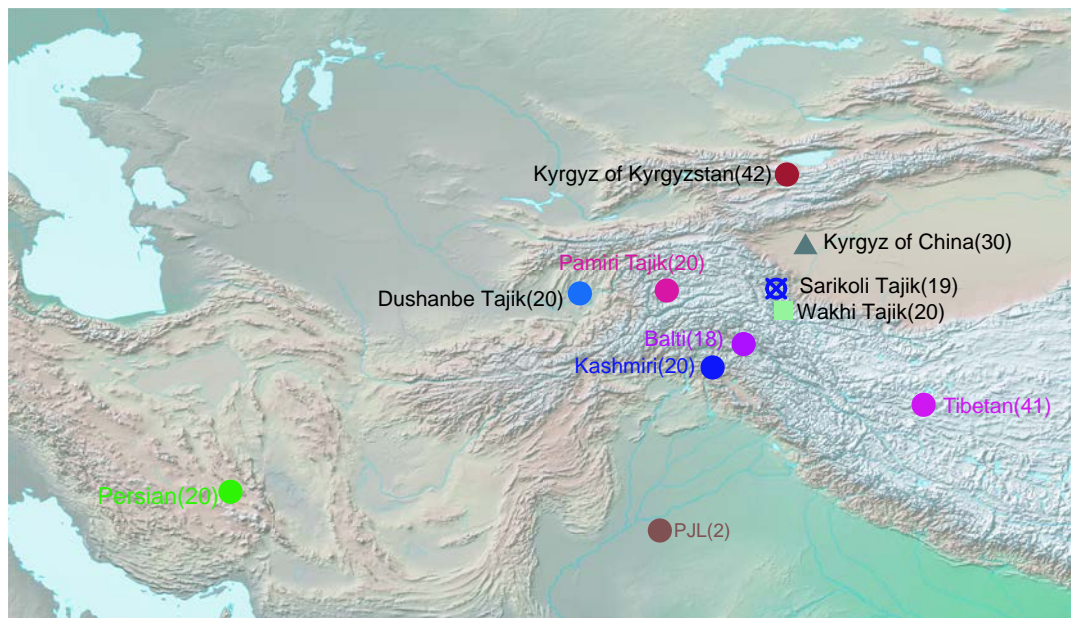 Kyrgyz of Kyrgyzstan(42)
Kyrgyz of China(30)
Pamiri Tajik(20)
Sarikoli Tajik(19)
Dushanbe Tajik(20)
Wakhi Tajik(20)
Balti(18)
Kashmiri(20)
Tibetan(41)
Persian(20)
PJL(2)